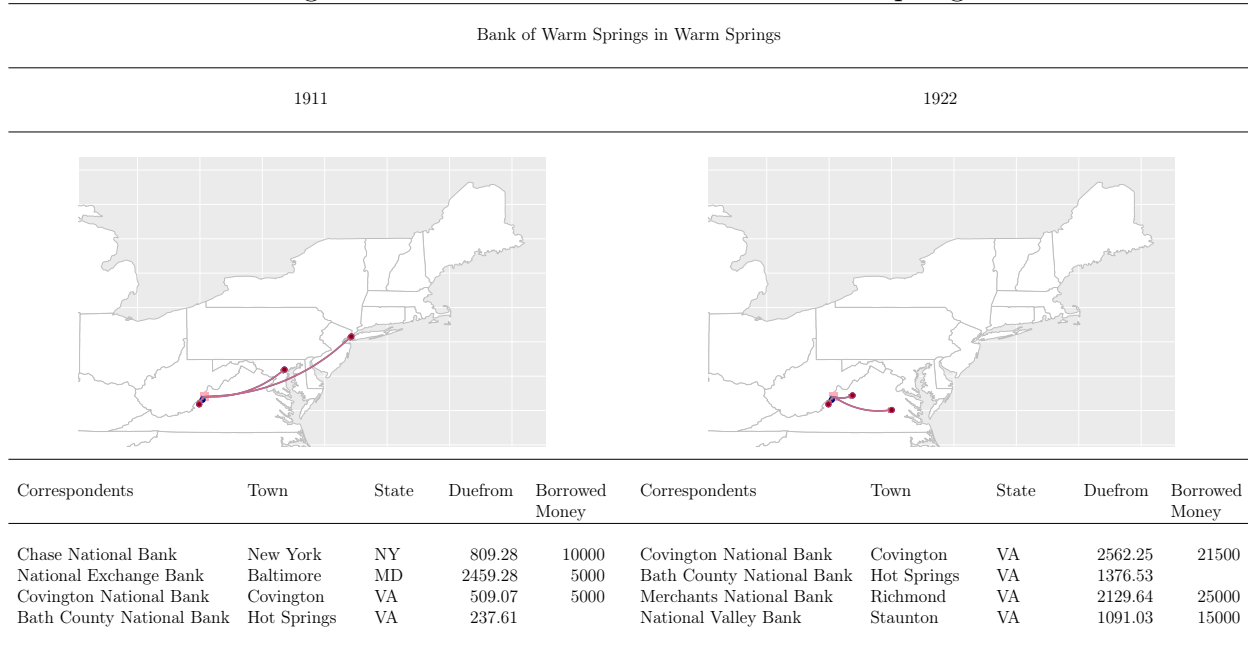 Bank of Warm Springs in Warm Springs
1911 1922
Correspondents Town State Duefrom Borrowed Money Correspondents Town State Duefrom Borrowed Money
Chase National Bank New York NY 809.28 10000 Covington National Bank Covington VA 2562.25 21500
National Exchange Bank Baltimore MD 2459.28 5000 Bath County National Bank Hot Springs VA 1376.53
Covington National Bank Covington VA 509.07 5000 Merchants National Bank Richmond VA 2129.64 25000
Bath County National Bank Hot Springs VA 237.61 National Valley Bank Staunton VA 1091.03 15000